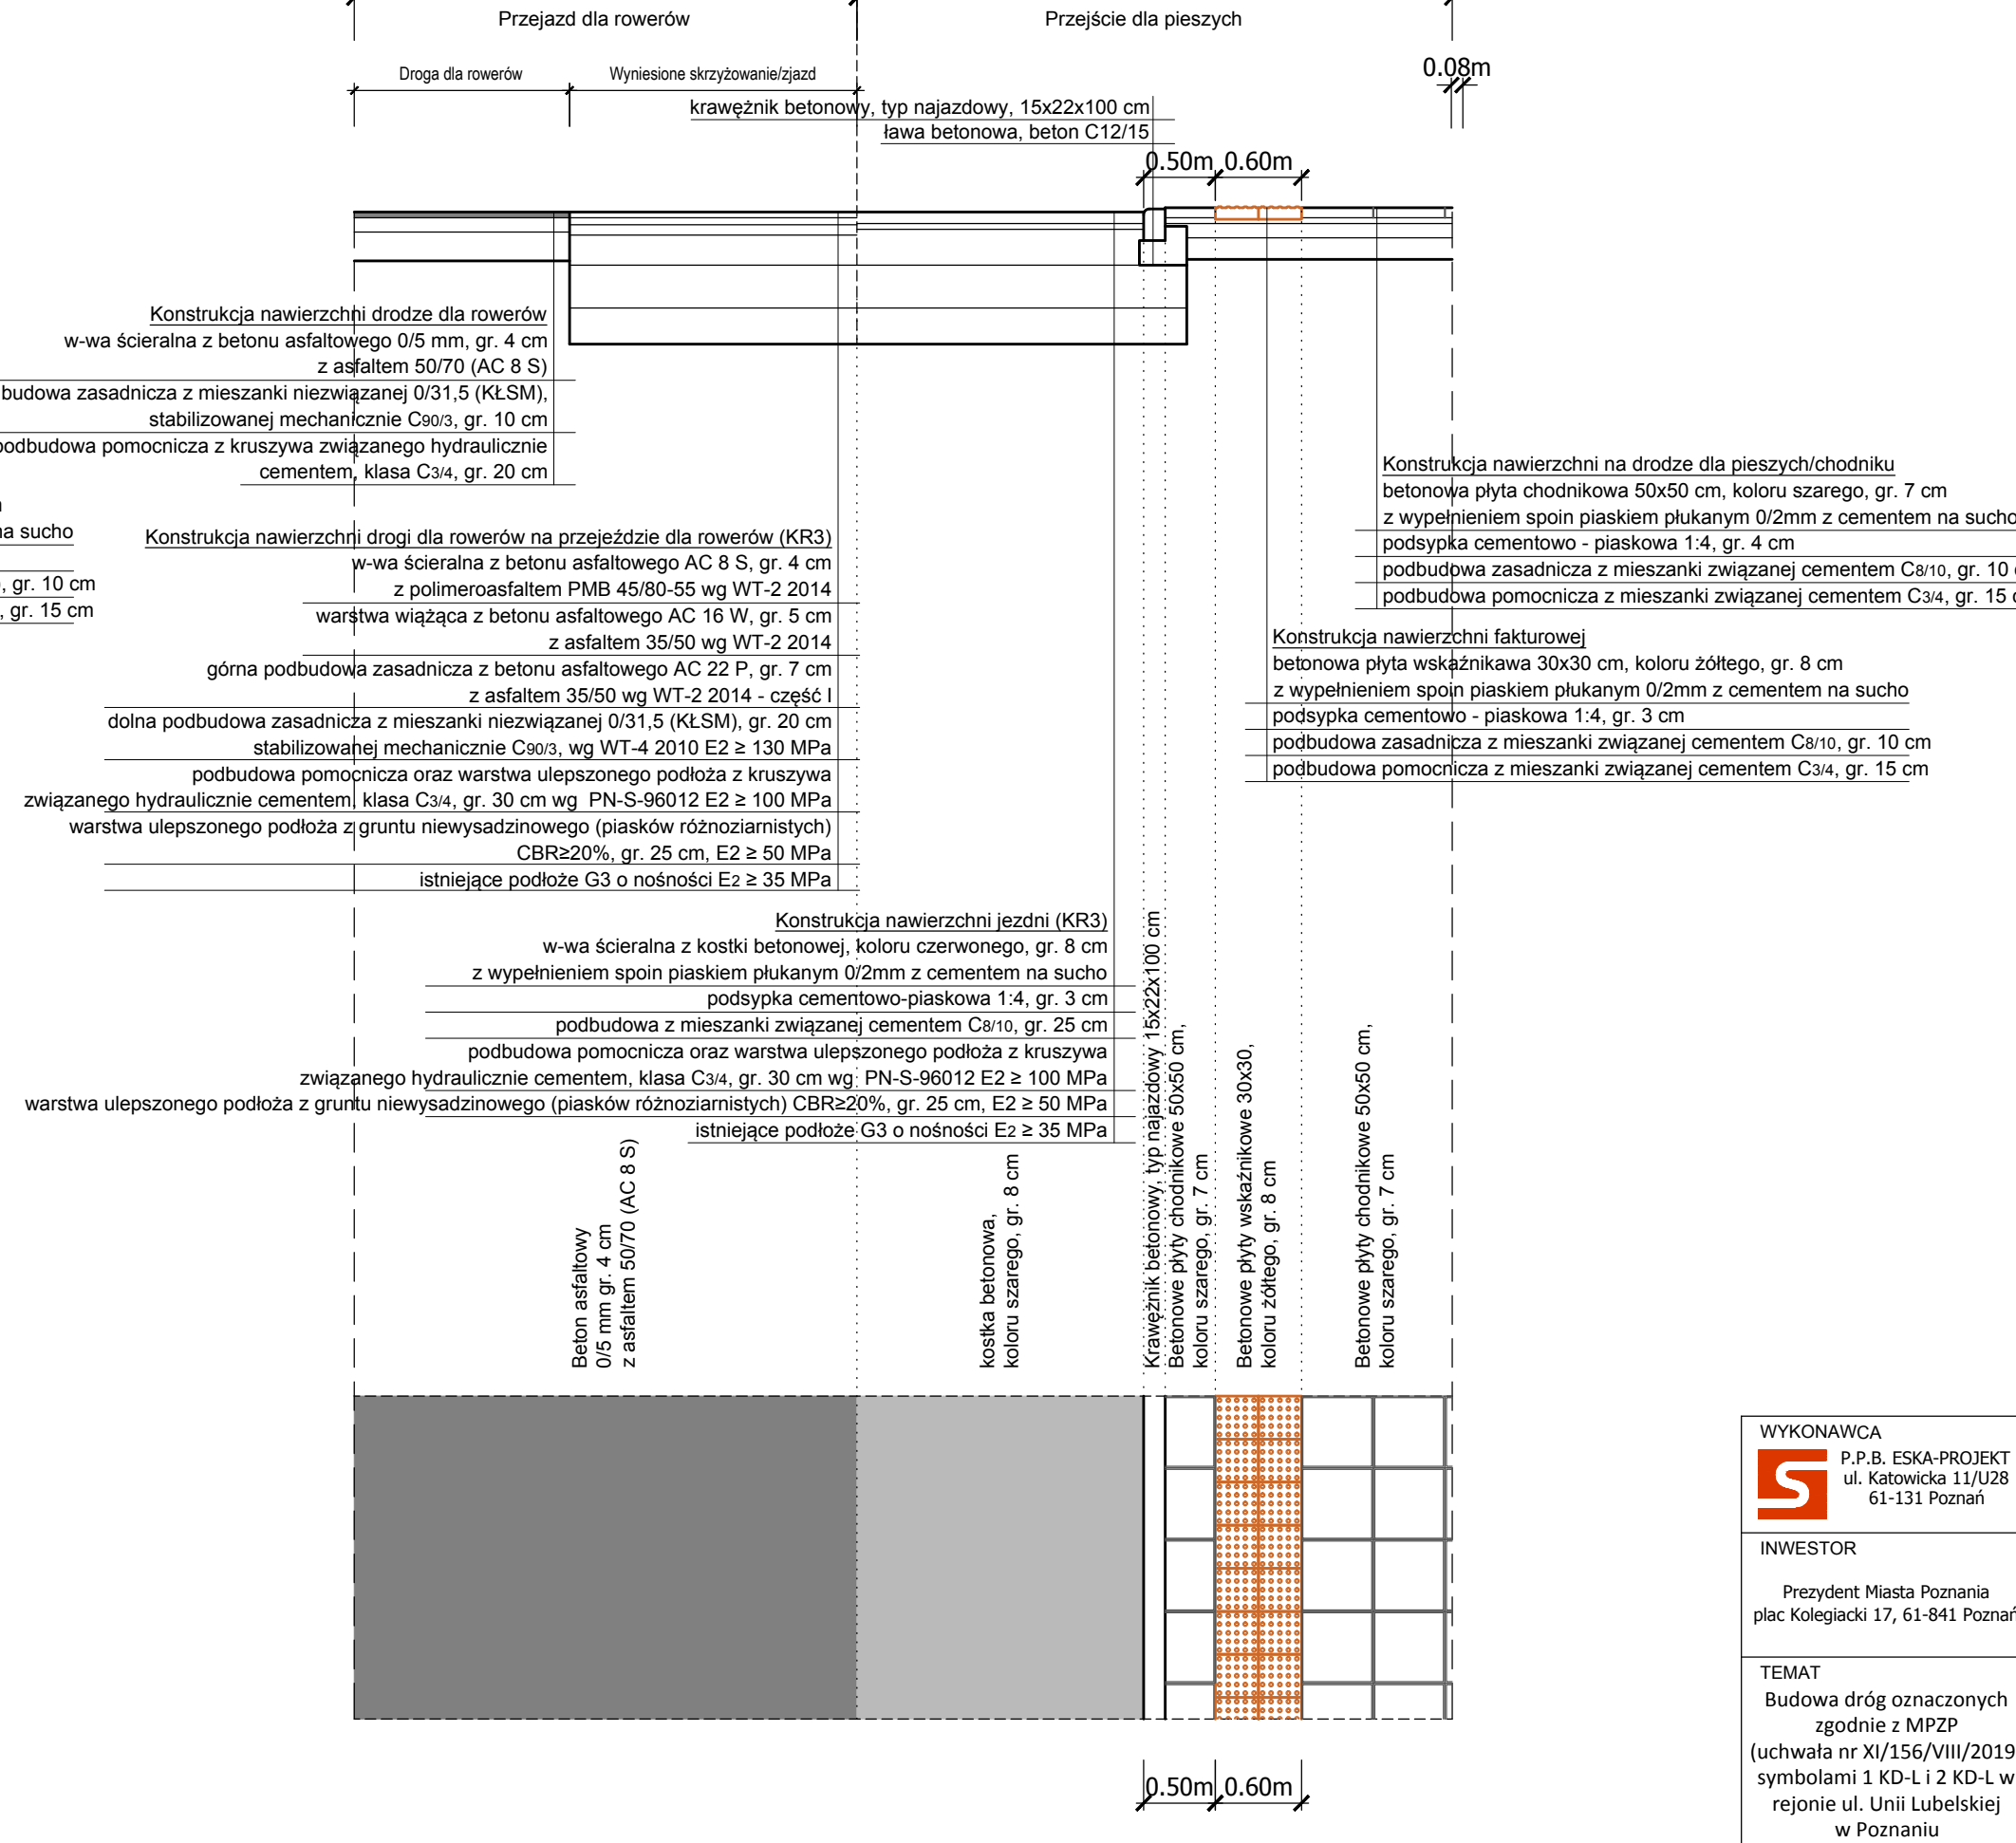 Przejazd dla rowerów
Przejście dla pieszych
Droga dla rowerów
Wyniesione skrzyżowanie/zjazd
0.08m
krawężnik betonowy, typ najazdowy, 15x22x100 cm
ława betonowa, beton C12/15
0.50m 0.60m
Konstrukcja nawierzchni drodze dla rowerów
w-wa ścieralna z betonu asfaltowego 0/5 mm, gr. 4 cm
z asfaltem 50/70 (AC 8 S)
budowa zasadnicza z mieszanki niezwiązanej 0/31,5 (KŁSM),
stabilizowanej mechanicznie C90/3, gr. 10 cm
podbudowa pomocnicza z kruszywa związanego hydraulicznie
cementem, klasa C3/4, gr. 20 cm
na sucho
, gr. 10 cm
, gr. 15 cm
Konstrukcja nawierzchni drogi dla rowerów na przejeździe dla rowerów (KR3)
w-wa ścieralna z betonu asfaltowego AC 8 S, gr. 4 cm
z polimeroasfaltem PMB 45/80-55 wg WT-2 2014
warstwa wiążąca z betonu asfaltowego AC 16 W, gr. 5 cm
z asfaltem 35/50 wg WT-2 2014
górna podbudowa zasadnicza z betonu asfaltowego AC 22 P, gr. 7 cm
z asfaltem 35/50 wg WT-2 2014 - część I
dolna podbudowa zasadnicza z mieszanki niezwiązanej 0/31,5 (KŁSM), gr. 20 cm
stabilizowanej mechanicznie C90/3, wg WT-4 2010 E2 ≥ 130 MPa
podbudowa pomocnicza oraz warstwa ulepszonego podłoża z kruszywa
związanego hydraulicznie cementem, klasa C3/4, gr. 30 cm wg PN-S-96012 E2 ≥ 100 MPa
warstwa ulepszonego podłoża z gruntu niewysadzinowego (piasków różnoziarnistych)
CBR≥20%, gr. 25 cm, E2 ≥ 50 MPa
istniejące podłoże G3 o nośności E2 ≥ 35 MPa
Konstrukcja nawierzchni na drodze dla pieszych/chodniku
betonowa płyta chodnikowa 50x50 cm, koloru szarego, gr. 7 cm
z wypełnieniem spoin piaskiem płukanym 0/2mm z cementem na sucho
podsypka cementowo - piaskowa 1:4, gr. 4 cm
podbudowa zasadnicza z mieszanki związanej cementem C8/10, gr. 10
podbudowa pomocnicza z mieszanki związanej cementem C3/4, gr. 15
Konstrukcja nawierzchni fakturowej
betonowa płyta wskaźnikawa 30x30 cm, koloru żółtego, gr. 8 cm
z wypełnieniem spoin piaskiem płukanym 0/2mm z cementem na sucho
podsypka cementowo - piaskowa 1:4, gr. 3 cm
podbudowa zasadnicza z mieszanki związanej cementem C8/10, gr. 10 cm
podbudowa pomocnicza z mieszanki związanej cementem C3/4, gr. 15 cm
Konstrukcja nawierzchni jezdni (KR3)
w-wa ścieralna z kostki betonowej, koloru czerwonego, gr. 8 cm
z wypełnieniem spoin piaskiem płukanym 0/2mm z cementem na sucho
podsypka cementowo-piaskowa 1:4, gr. 3 cm
podbudowa z mieszanki związanej cementem C8/10, gr. 25 cm
podbudowa pomocnicza oraz warstwa ulepszonego podłoża z kruszywa
związanego hydraulicznie cementem, klasa C3/4, gr. 30 cm wg PN-S-96012 E2 ≥ 100 MPa
warstwa ulepszonego podłoża z gruntu niewysadzinowego (piasków różnoziarnistych) CBR≥20%, gr. 25 cm, E2 ≥ 50 MPa
istniejące podłoże G3 o nośności E2 ≥ 35 MPa
Beton asfaltowy
0/5 mm gr. 4 cm
z asfaltem 50/70 (AC 8 S)
kostka betonowa,
koloru szarego, gr. 8 cm
Krawężnik betonowy, typ najazdowy 15x22x100 cm
Betonowe płyty chodnikowe 50x50 cm,
koloru szarego, gr. 7 cm
Betonowe płyty wskaźnikowe 30x30,
koloru żółtego, gr. 8 cm
Betonowe płyty chodnikowe 50x50 cm,
koloru szarego, gr. 7 cm
0.50m 0.60m
WYKONAWCA
P.P.B. ESKA-PROJEKT
ul. Katowicka 11/U28
61-131 Poznań
INWESTOR
Prezydent Miasta Poznania
plac Kolegiacki 17, 61-841 Poznań
TEMAT
Budowa dróg oznaczonych
zgodnie z MPZP
(uchwała nr XI/156/VIII/2019
symbolami 1 KD-L i 2 KD-L w
rejonie ul. Unii Lubelskiej
w Poznaniu